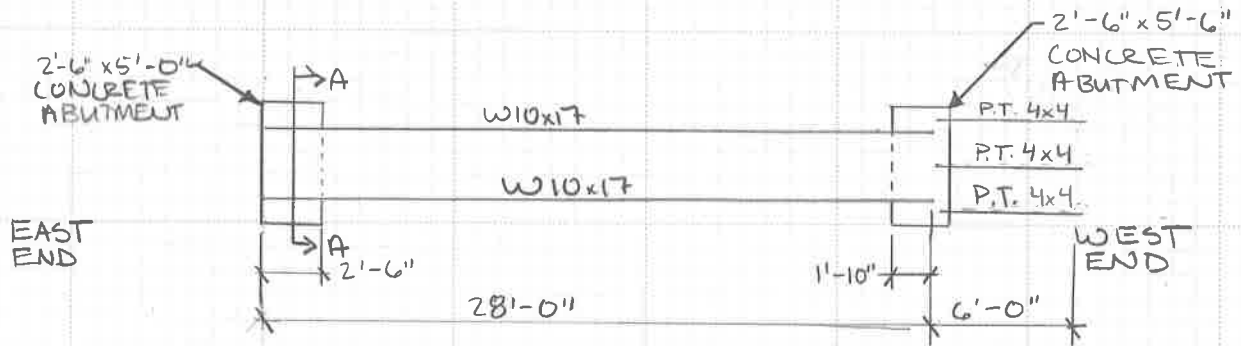 2'-6" x 5'-6"
CONCRETE
ABUTMENT
2'-6" x 5'-0"
CONCRETE
ABUTMENT
A
W10x17
P.T. 4x4
P.T. 4x4
W10x17
P.T. 4x4
EAST
END
A
2'-6"
1'-10"
WEST
END
28'-0"
6'-0"